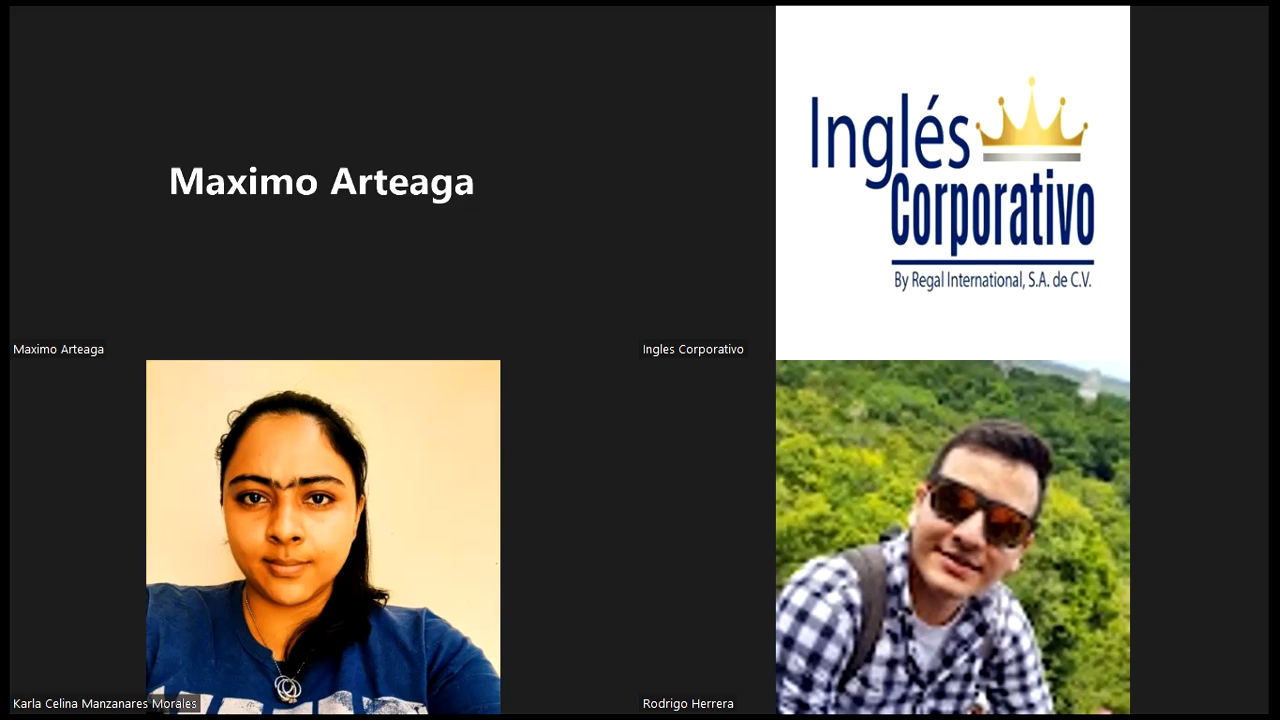 Maximo Arteaga
Inglés
Corporativo
By Regal International, S.A. de C.V.
Maximo Arteaga
Ingles Corporativo
Karla Celina Manzanares Morales
Rodrigo Herrera